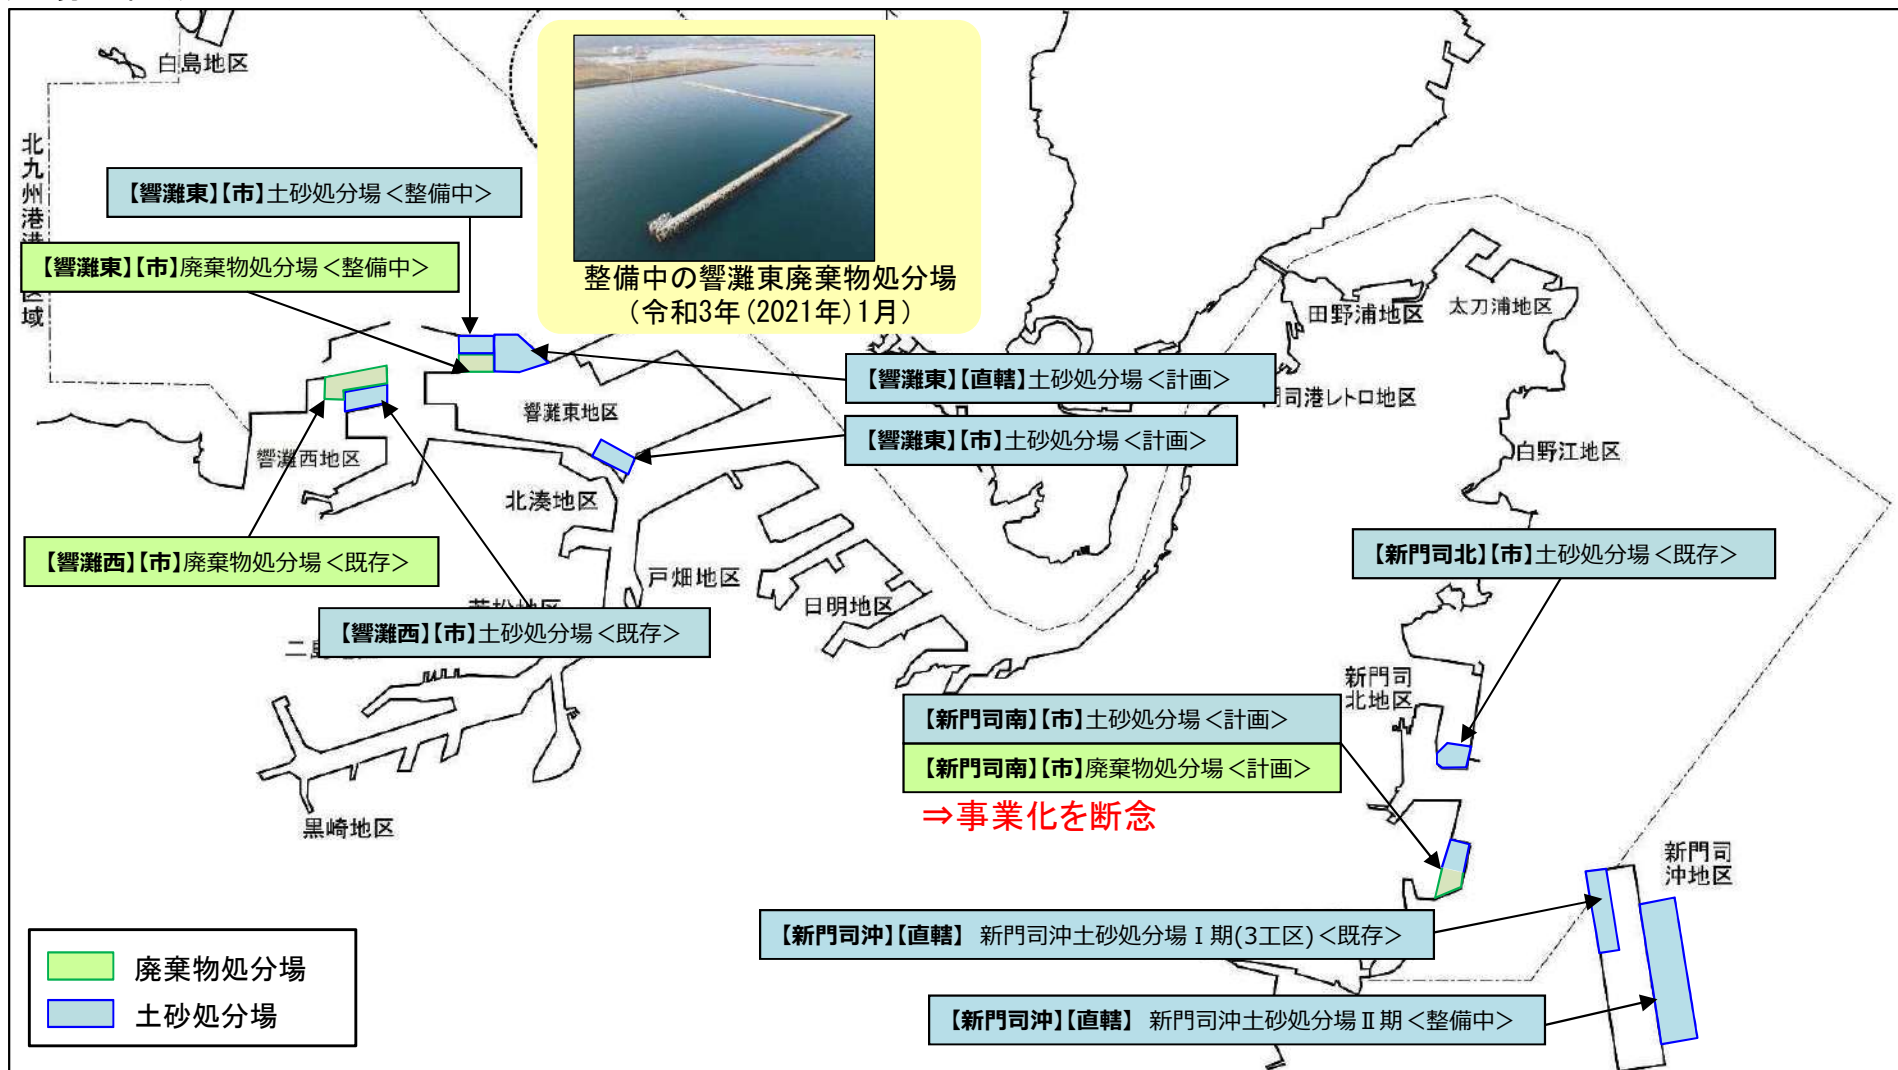 白島地区
北九州港港
区域
【響灘東】【市】土砂処分場＜整備中＞
【響灘東】【市】廃棄物処分場＜整備中＞
整備中の響灘東廃棄物処分場
(令和3年(2021年)1月)
田野浦地区
太刀浦地区
【響灘東】【直轄】土砂処分場＜計画＞
門司港レトロ地区
響灘東地区
【響灘東】【市】土砂処分場＜計画＞
響灘西地区
白野江地区
北湊地区
【響灘西】【市】廃棄物処分場＜既存＞
【新門司北】【市】土砂処分場＜既存＞
戸畑地区
日明地区
【響灘西】【市】土砂処分場＜既存＞
新門司
北地区
【新門司南】【市】土砂処分場＜計画＞
【新門司南】【市】廃棄物処分場＜計画＞
⇒事業化を断念
黒崎地区
新門司
沖地区
【新門司沖】【直轄】 新門司沖土砂処分場Ⅰ期(3工区)＜既存＞
【新門司沖】【直轄】 新門司沖土砂処分場Ⅱ期＜整備中＞
廃棄物処分場
土砂処分場